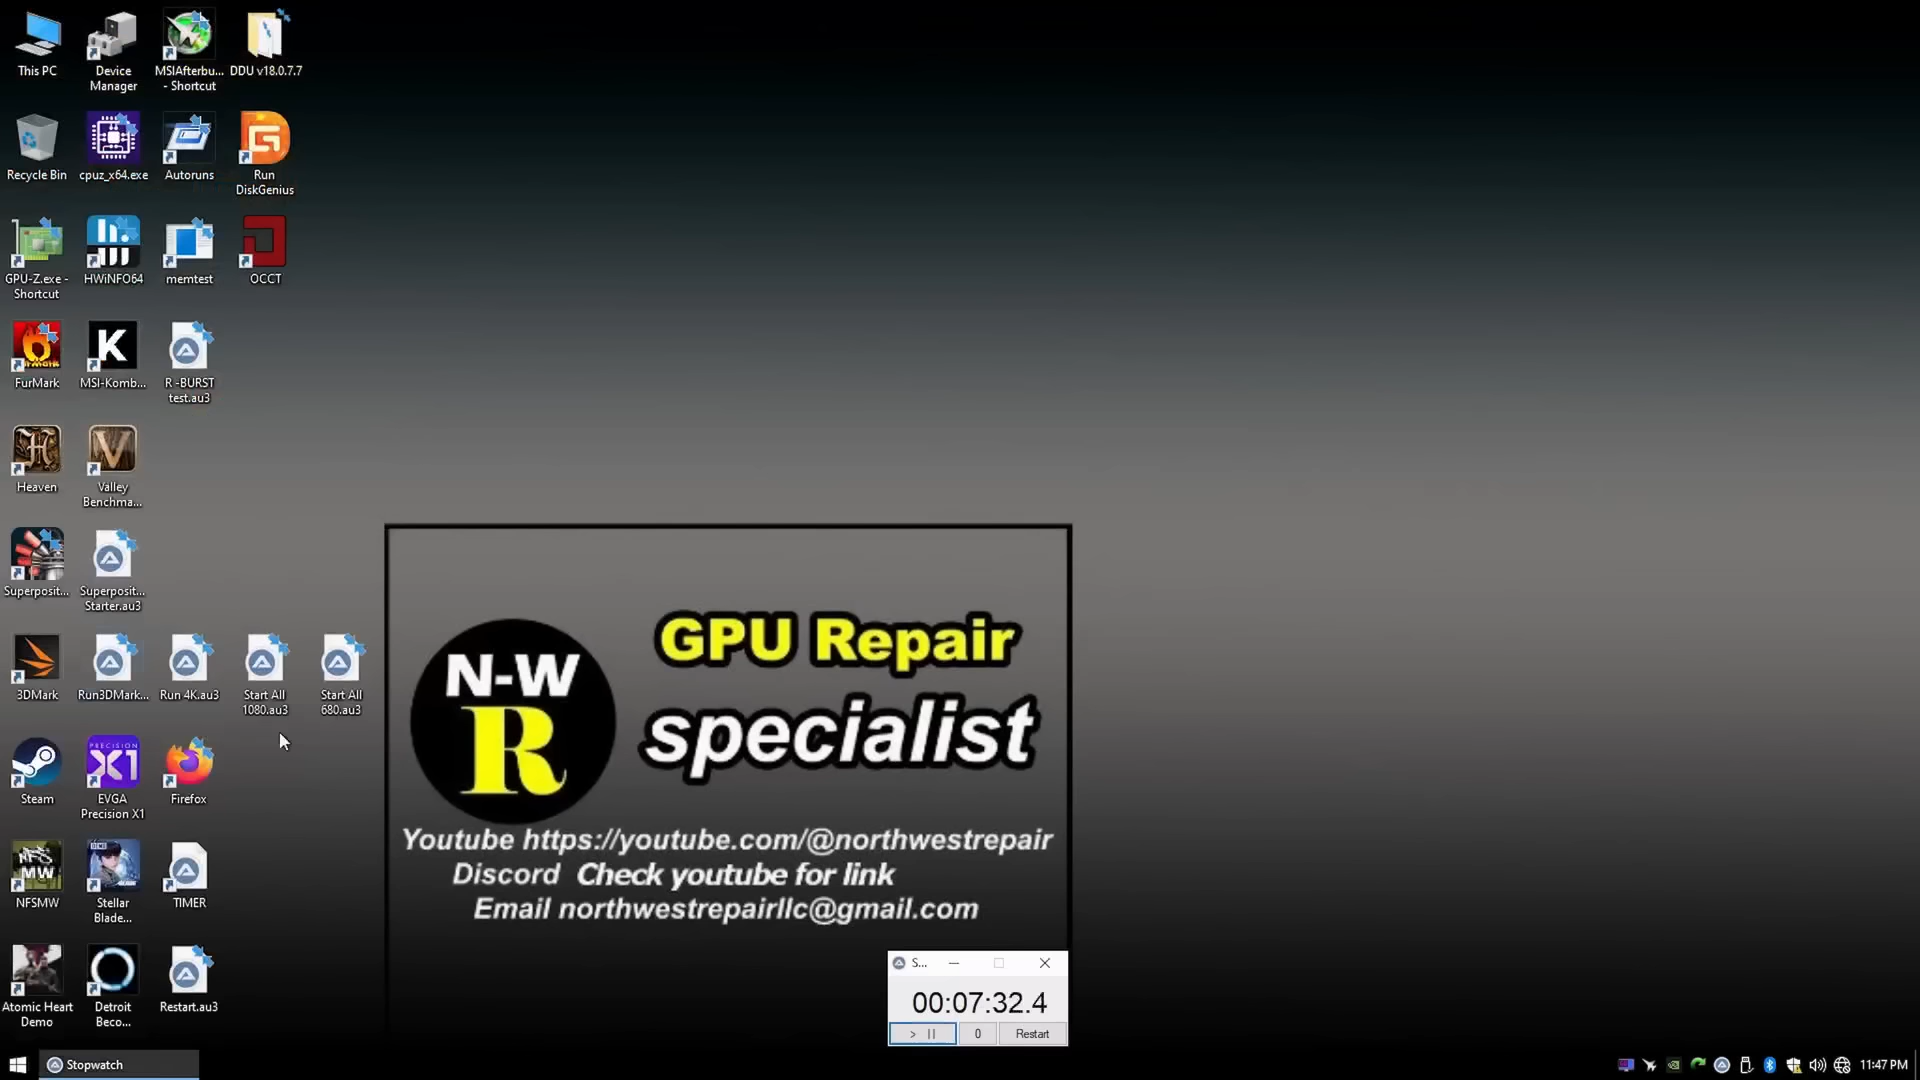 This PC
Device
Manager
MSIAfterbu...
- Shortcut
DDU v18.0.7.7
Recycle Bin
cpuz_x64.exe
Autoruns
Run
DiskGenius
GPU-Z.exe -
Shortcut
HWiNFO64
memtest
OCCT
FurMark
MSI-Komb...
R -BURST
test.au3
Heaven
Valley
Benchma...
Superposit...
Superposit...
Starter.au3
3DMark
Run3DMark...
Run 4K.au3
Start All
1080.au3
Start All
680.au3
Steam
PRECISION
X1
EVGA
Precision X1
Firefox
NFS
MW
NFSMW
Stellar
Blade...
TIMER
Atomic Heart
Demo
Detroit
Beco...
Restart.au3
N-W
R
GPU Repair
specialist
Youtube https://youtube.com/@northwestrepair
Discord Check youtube for link
Email northwestrepairllc@gmail.com
S...
00:07:32.4
> ||
0
Restart
Stopwatch
11:47 PM